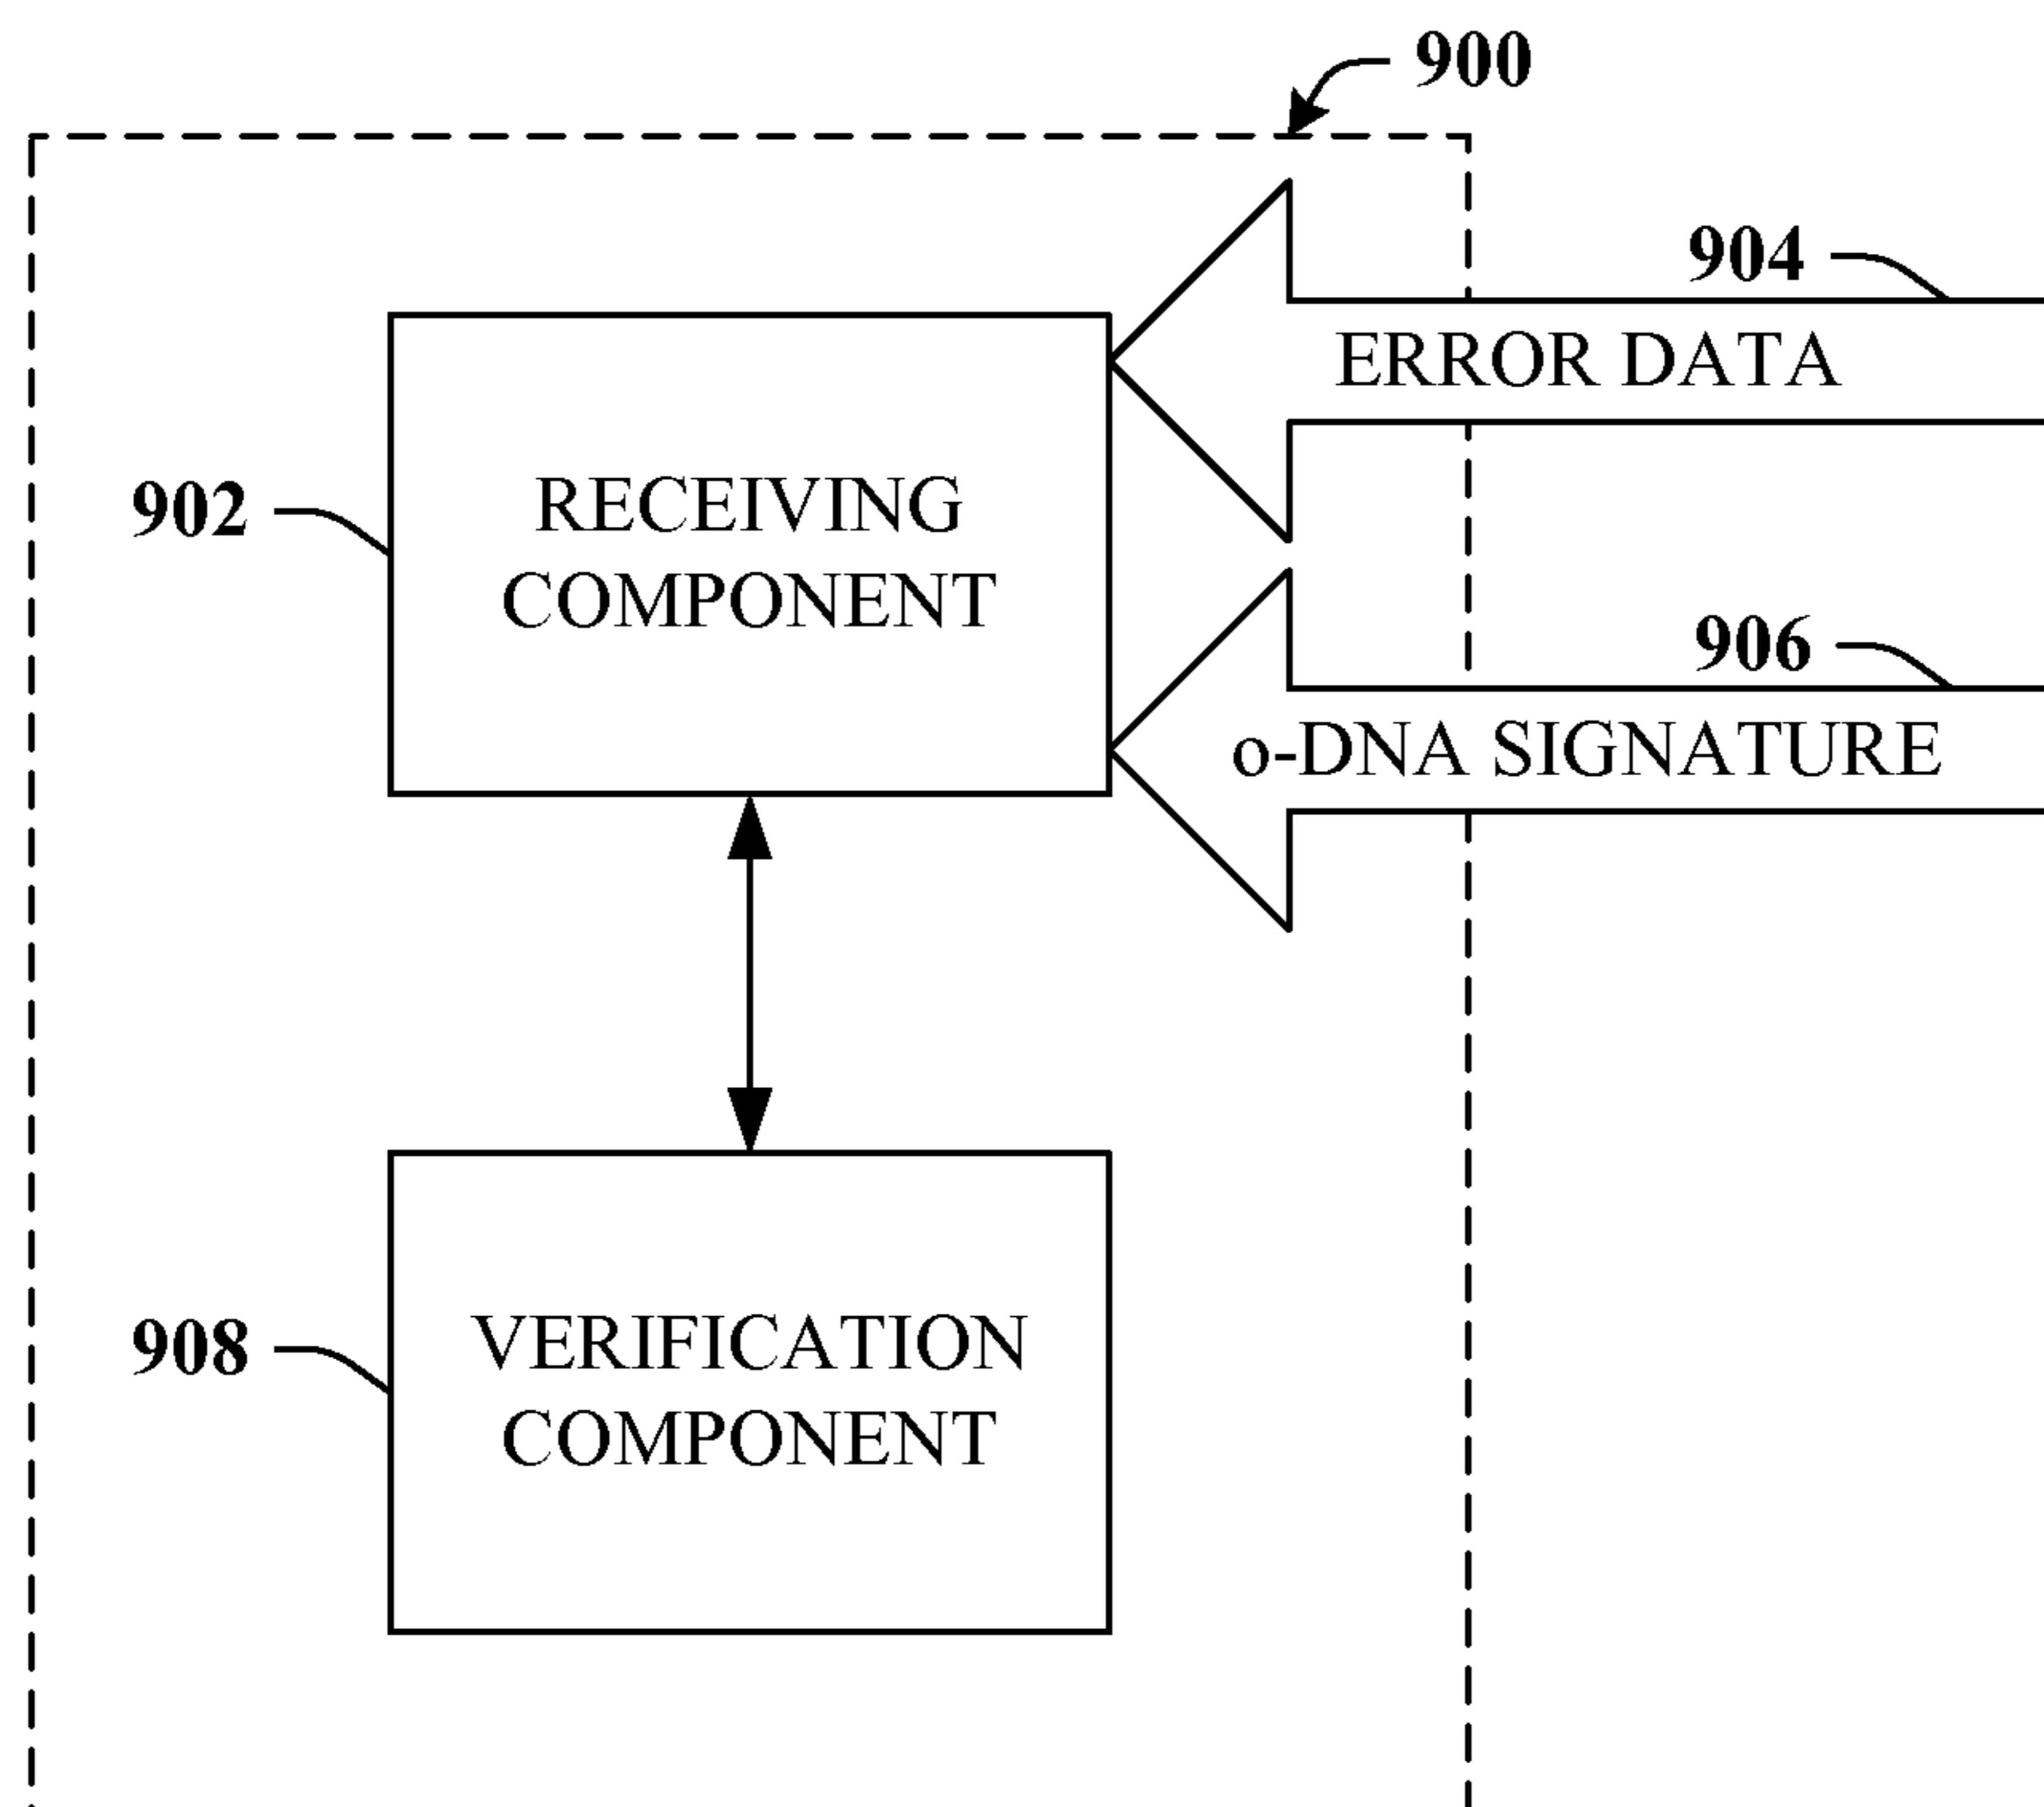 900
904
ERROR DATA
902
RECEIVING
COMPONENT
906
o-DNA SIGNATURE
908
VERIFICATION
COMPONENT